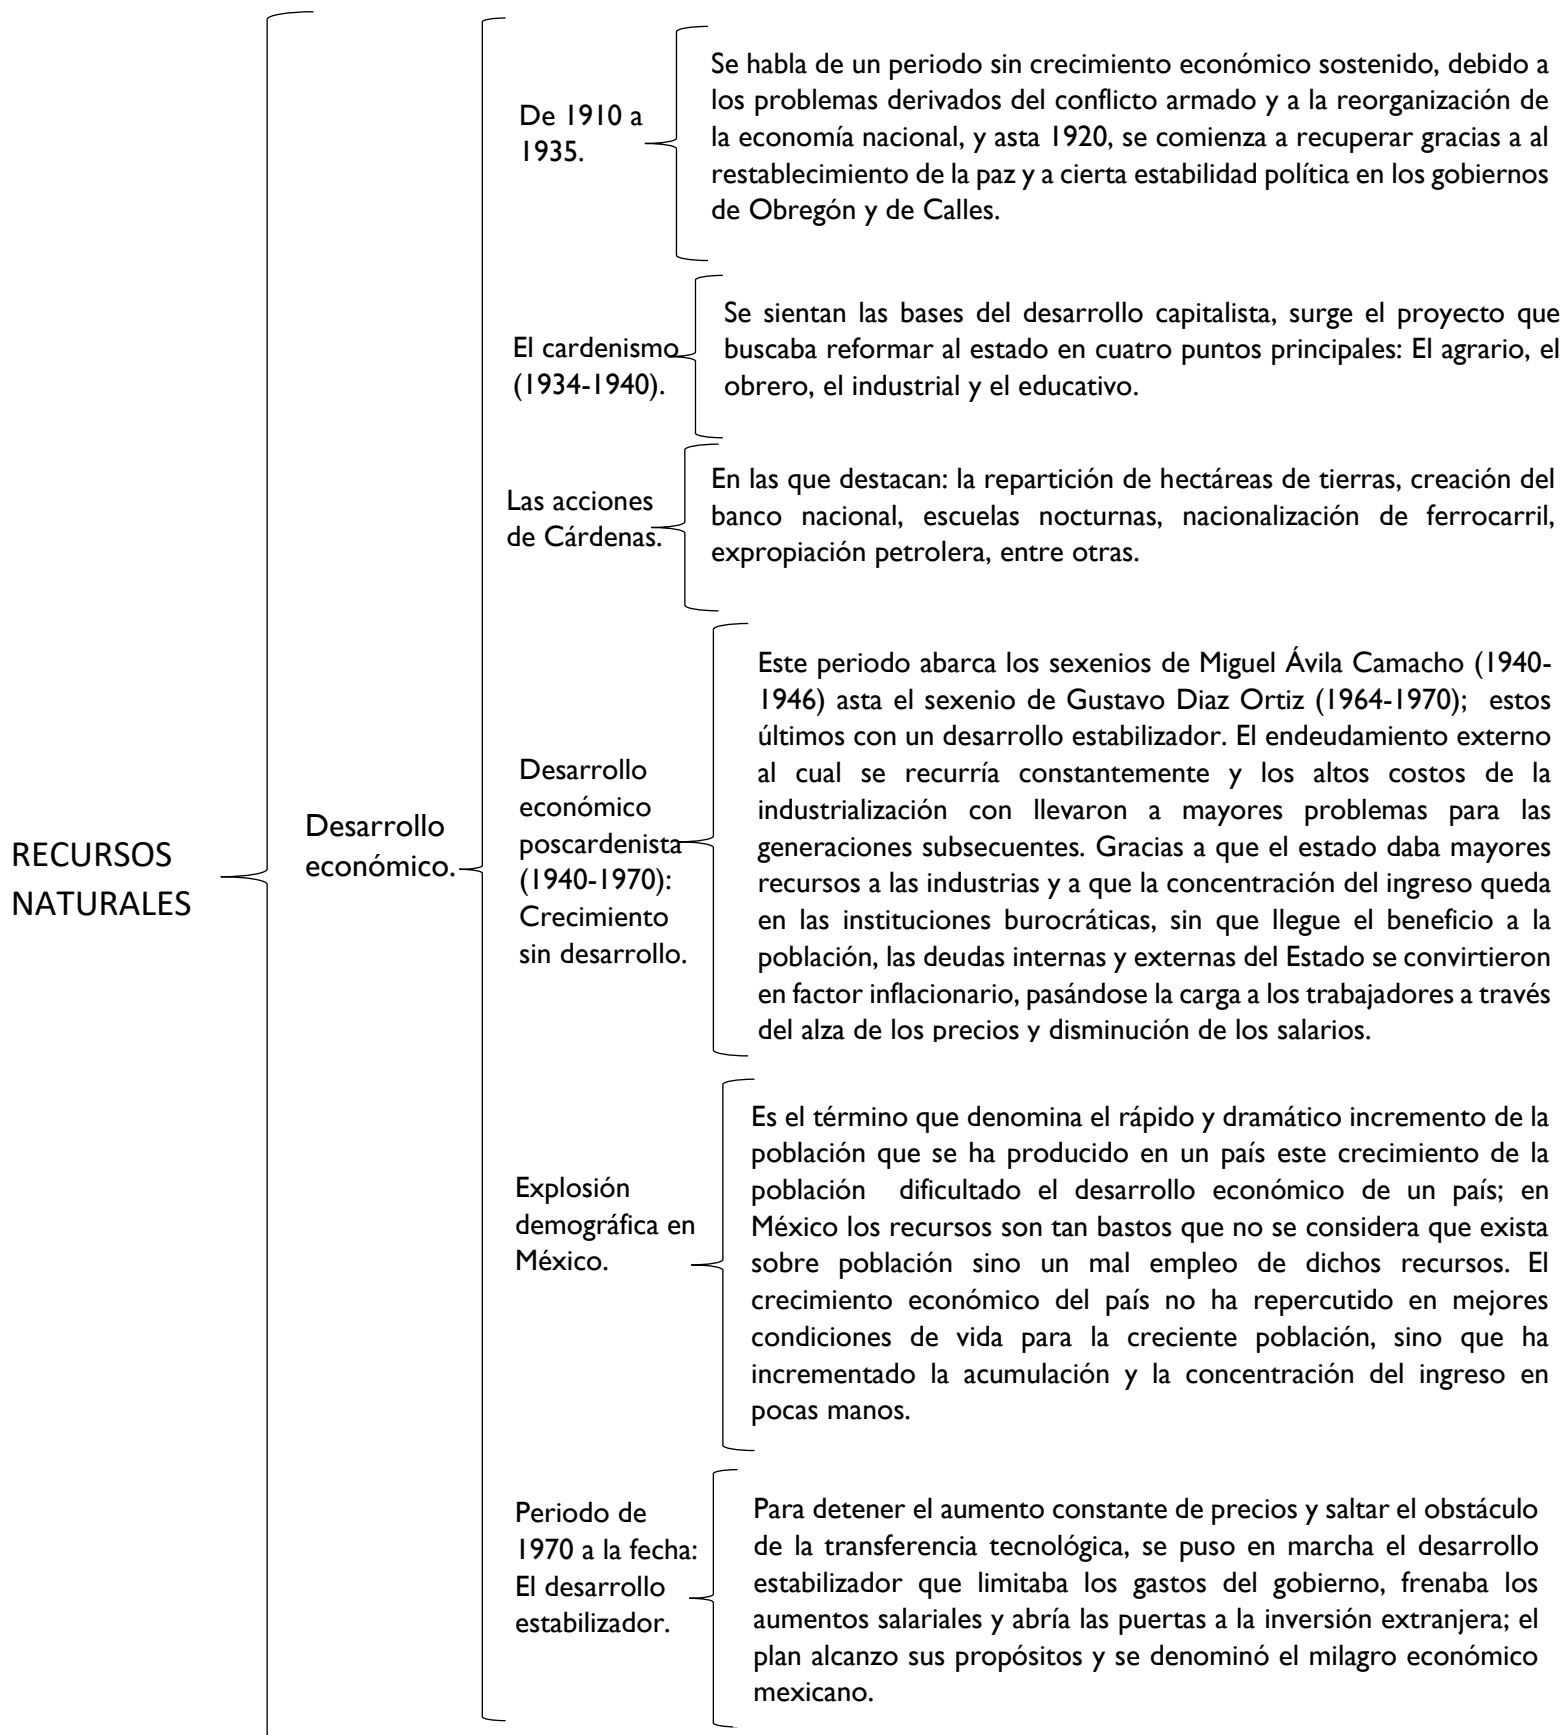 RECURSOS
NATURALES
Desarrollo
económico.
De 1910 a
1935.
Se habla de un periodo sin crecimiento económico sostenido, debido a
los problemas derivados del conflicto armado y a la reorganización de
la economía nacional, y asta 1920, se comienza a recuperar gracias a al
restablecimiento de la paz y a cierta estabilidad política en los gobiernos
de Obregón y de Calles.
El cardenismo
(1934-1940).
Se sientan las bases del desarrollo capitalista, surge el proyecto que
buscaba reformar al estado en cuatro puntos principales: El agrario, el
obrero, el industrial y el educativo.
Las acciones
de Cárdenas.
En las que destacan: la repartición de hectáreas de tierras, creación del
banco nacional, escuelas nocturnas, nacionalización de ferrocarril,
expropiación petrolera, entre otras.
Desarrollo
económico
poscardenista
(1940-1970):
Crecimiento
sin desarrollo.
Este periodo abarca los sexenios de Miguel Ávila Camacho (1940-
1946) asta el sexenio de Gustavo Diaz Ortiz (1964-1970); estos
últimos con un desarrollo estabilizador. El endeudamiento externo
al cual se recurría constantemente y los altos costos de la
industrialización con llevaron a mayores problemas para las
generaciones subsecuentes. Gracias a que el estado daba mayores
recursos a las industrias y a que la concentración del ingreso queda
en las instituciones burocráticas, sin que llegue el beneficio a la
población, las deudas internas y externas del Estado se convirtieron
en factor inflacionario, pasándose la carga a los trabajadores a través
del alza de los precios y disminución de los salarios.
Explosión
demográfica en
México.
Es el término que denomina el rápido y dramático incremento de la
población que se ha producido en un país este crecimiento de la
población dificultado el desarrollo económico de un país; en
México los recursos son tan bastos que no se considera que exista
sobre población sino un mal empleo de dichos recursos. El
crecimiento económico del país no ha repercutido en mejores
condiciones de vida para la creciente población, sino que ha
incrementado la acumulación y la concentración del ingreso en
pocas manos.
Periodo de
1970 a la fecha:
El desarrollo
estabilizador.
Para detener el aumento constante de precios y saltar el obstáculo
de la transferencia tecnológica, se puso en marcha el desarrollo
estabilizador que limitaba los gastos del gobierno, frenaba los
aumentos salariales y abría las puertas a la inversión extranjera; el
plan alcanzo sus propósitos y se denominó el milagro económico
mexicano.